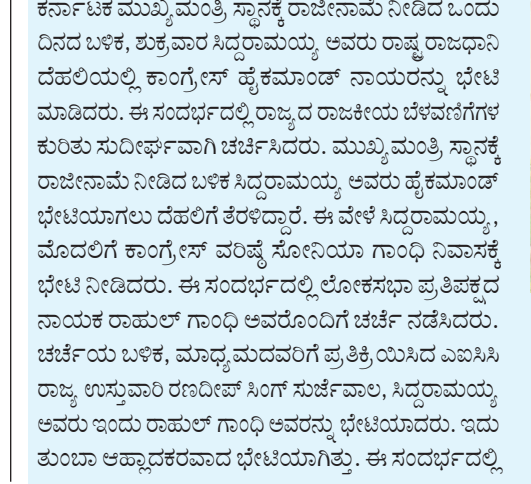 ಕರ್ನಾಟಕ ಮುಖ್ಯಮಂತ್ರಿ ಸ್ಥಾನಕ್ಕೆ ರಾಜೀನಾಮೆ ನೀಡಿದ ಒಂದು
ದಿನದ ಬಳಿಕ, ಶುಕ್ರವಾರ ಸಿದ್ದರಾಮಯ್ಯ ಅವರು ರಾಷ್ಟ್ರರಾಜಧಾನಿ
ದೆಹಲಿಯಲ್ಲಿ ಕಾಂಗ್ರೇಸ್ ಹೈಕಮಾಂಡ್ ನಾಯರನ್ನು ಭೇಟಿ
ಮಾಡಿದರು. ಈ ಸಂದರ್ಭದಲ್ಲಿ ರಾಜ್ಯದ ರಾಜಕೀಯ ಬೆಳವಣಿಗೆಗಳ
ಕುರಿತು ಸುದೀರ್ಘವಾಗಿ ಚರ್ಚಿಸಿದರು. ಮುಖ್ಯಮಂತ್ರಿ ಸ್ಥಾನಕ್ಕೆ
ರಾಜೀನಾಮೆ ನೀಡಿದ ಬಳಿಕ ಸಿದ್ದರಾಮಯ್ಯ ಅವರು ಹೈಕಮಾಂಡ್
ಭೇಟಿಯಾಗಲು ದೆಹಲಿಗೆ ತೆರಳಿದ್ದಾರೆ. ಈ ವೇಳೆ ಸಿದ್ದರಾಮಯ್ಯ,
ಮೊದಲಿಗೆ ಕಾಂಗ್ರೇಸ್ ವರಿಷ್ಠೆ ಸೋನಿಯಾ ಗಾಂಧಿ ನಿವಾಸಕ್ಕೆ
ಭೇಟಿ ನೀಡಿದರು. ಈ ಸಂದರ್ಭದಲ್ಲಿ ಲೋಕಸಭಾ ಪ್ರತಿಪಕ್ಷದ
ನಾಯಕ ರಾಹುಲ್ ಗಾಂಧಿ ಅವರೊಂದಿಗೆ ಚರ್ಚೆ ನಡೆಸಿದರು.
ಚರ್ಚೆಯ ಬಳಿಕ, ಮಾಧ್ಯಮದವರಿಗೆ ಪ್ರತಿಕ್ರಿಯಿಸಿದ ಎಐಸಿಸಿ
ರಾಜ್ಯ ಉಸ್ತುವಾರಿ ರಣದೀಪ್ ಸಿಂಗ್ ಸುರ್ಜೆವಾಲ, ಸಿದ್ದರಾಮಯ್ಯ
ಅವರು ಇಂದು ರಾಹುಲ್ ಗಾಂಧಿ ಅವರನ್ನು ಭೇಟಿಯಾದರು. ಇದು
ತುಂಬಾ ಆಹ್ಲಾದಕರವಾದ ಭೇಟಿಯಾಗಿತ್ತು. ಈ ಸಂದರ್ಭದಲ್ಲಿ